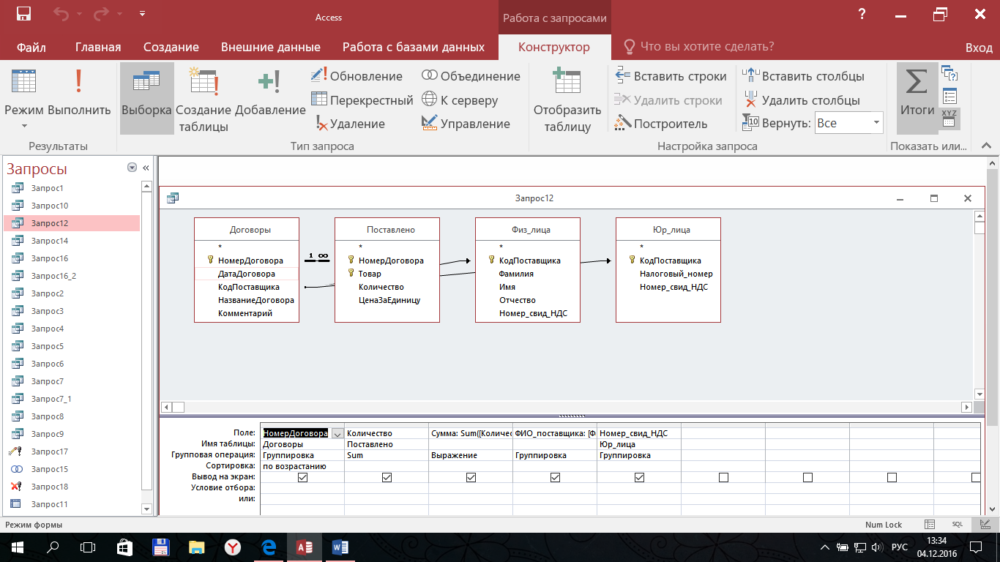 Access
Работа с запросами
?
Файл
Главная
Создание
Внешние данные
Работа с базами данных
Конструктор
Что вы хотите сделать?
Вход
Режим
Выполнить
Результаты
Выборка
Создание таблицы
Добавление
Обновление
Перекрестный
Удаление
Объединение
К серверу
Управление
Тип запроса
Отобразить таблицу
Вставить строки
Удалить строки
Построитель
Вставить столбцы
Удалить столбцы
10 Вернуть: Все
Настройка запроса
Итоги
XYZ
Показать или...
Запросы
Запрос1
Запрос10
Запрос12
Запрос14
Запрос16
Запрос16_2
Запрос2
Запрос3
Запрос4
Запрос5
Запрос6
Запрос7
Запрос7_1
Запрос8
Запрос9
Запрос17
Запрос15
Запрос18
Запрос11
Запрос12
Договоры
*
НомерДоговора
ДатаДоговора
КодПоставщика
НазваниеДоговора
Комментарий
1 ∞
Поставлено
*
НомерДоговора
Товар
Количество
ЦенаЗаЕдиницу
Физ_лица
*
КодПоставщика
Фамилия
Имя
Отчество
Номер_свид_НДС
Юр_лица
*
КодПоставщика
Налоговый_номер
Номер_свид_НДС
Поле: НомерДоговора Количество Сумма: Sum([Количес ФИО_поставщика: [Ф Номер_свид_НДС
Имя таблицы: Договоры Поставлено Юр_лица
Групповая операция: Группировка Sum Выражение Группировка Группировка
Сортировка: по возрастанию
Вывод на экран:
Условие отбора:
или:
Режим формы
Num Lock
SQL
РУС
13:34
04.12.2016